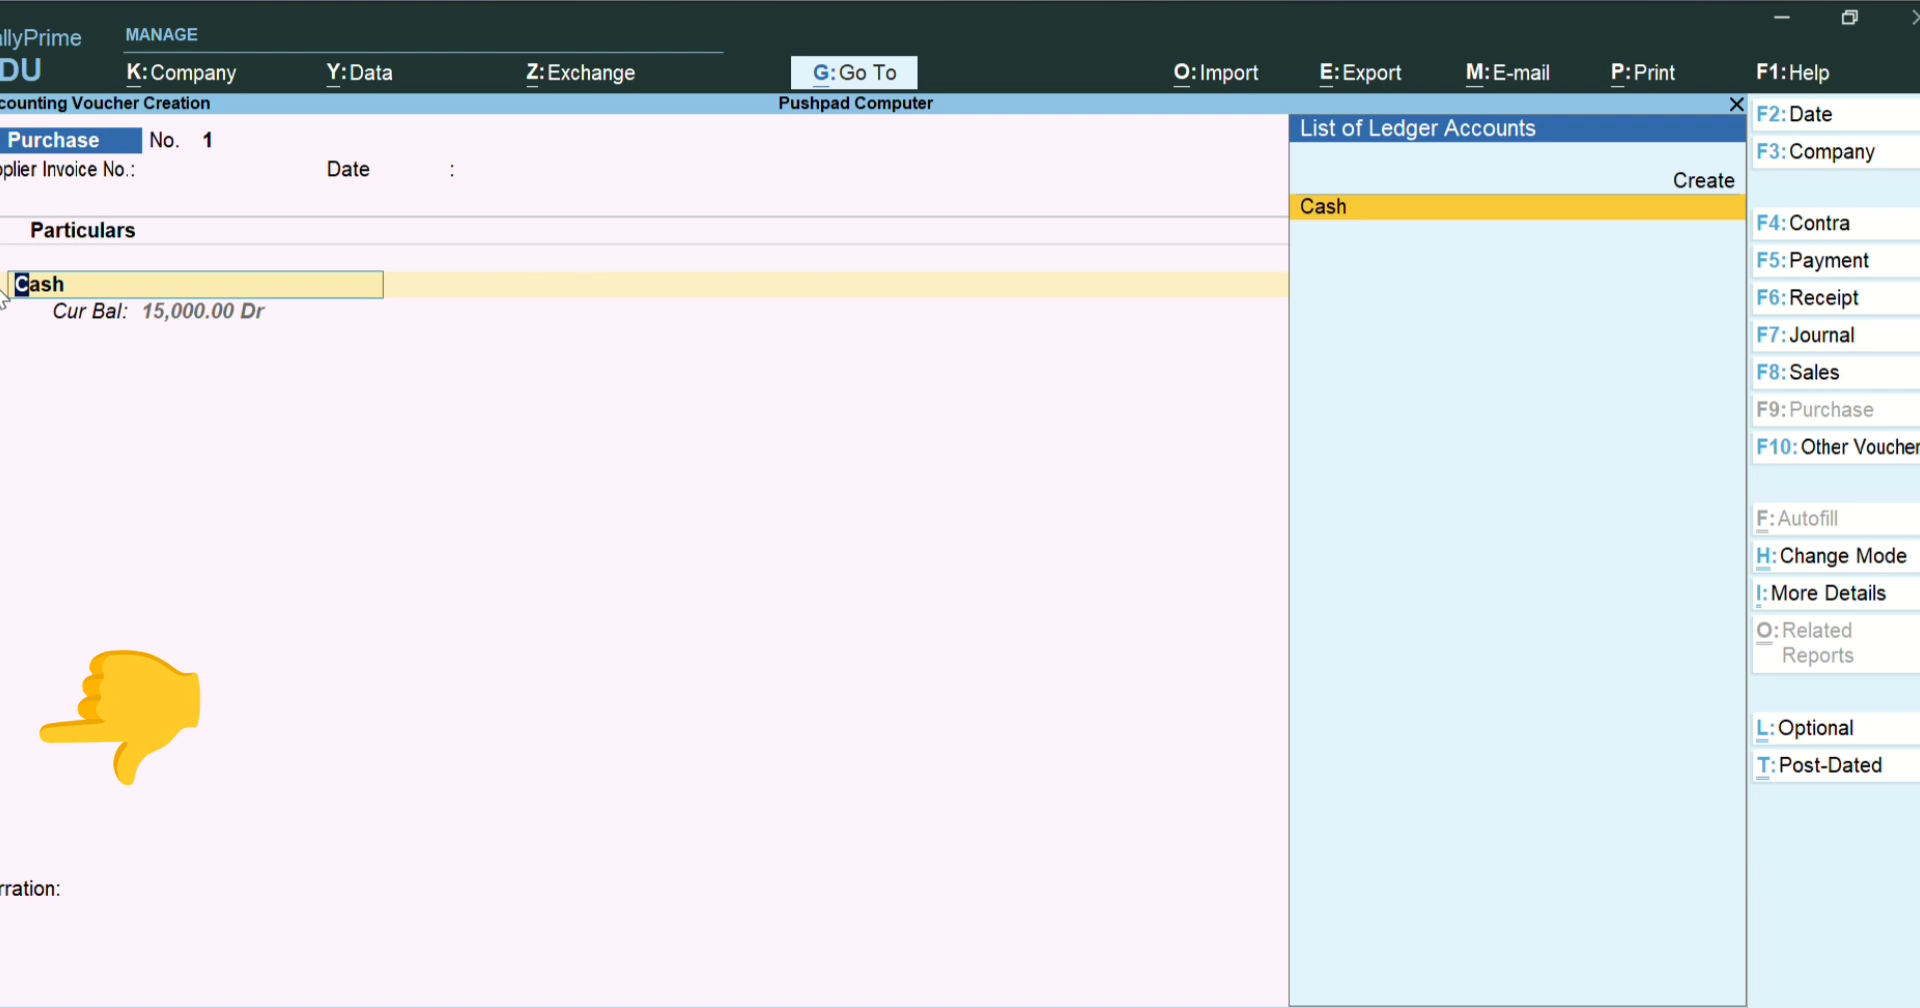 llyPrime
MANAGE
DU
K:Company
Y:Data
Z:Exchange
G:Go To
O:Import
E:Export
M:E-mail
P:Print
F1:Help
counting Voucher Creation
Pushpad Computer
Purchase No. 1
plier Invoice No.:
Date :
Particulars
Cash
Cur Bal: 15,000.00 Dr
rration:
List of Ledger Accounts
Create
Cash
F2:Date
F3:Company
F4:Contra
F5:Payment
F6:Receipt
F7:Journal
F8:Sales
F9:Purchase
F10:Other Voucher
F:Autofill
H:Change Mode
I:More Details
O:Related
Reports
L:Optional
T:Post-Dated